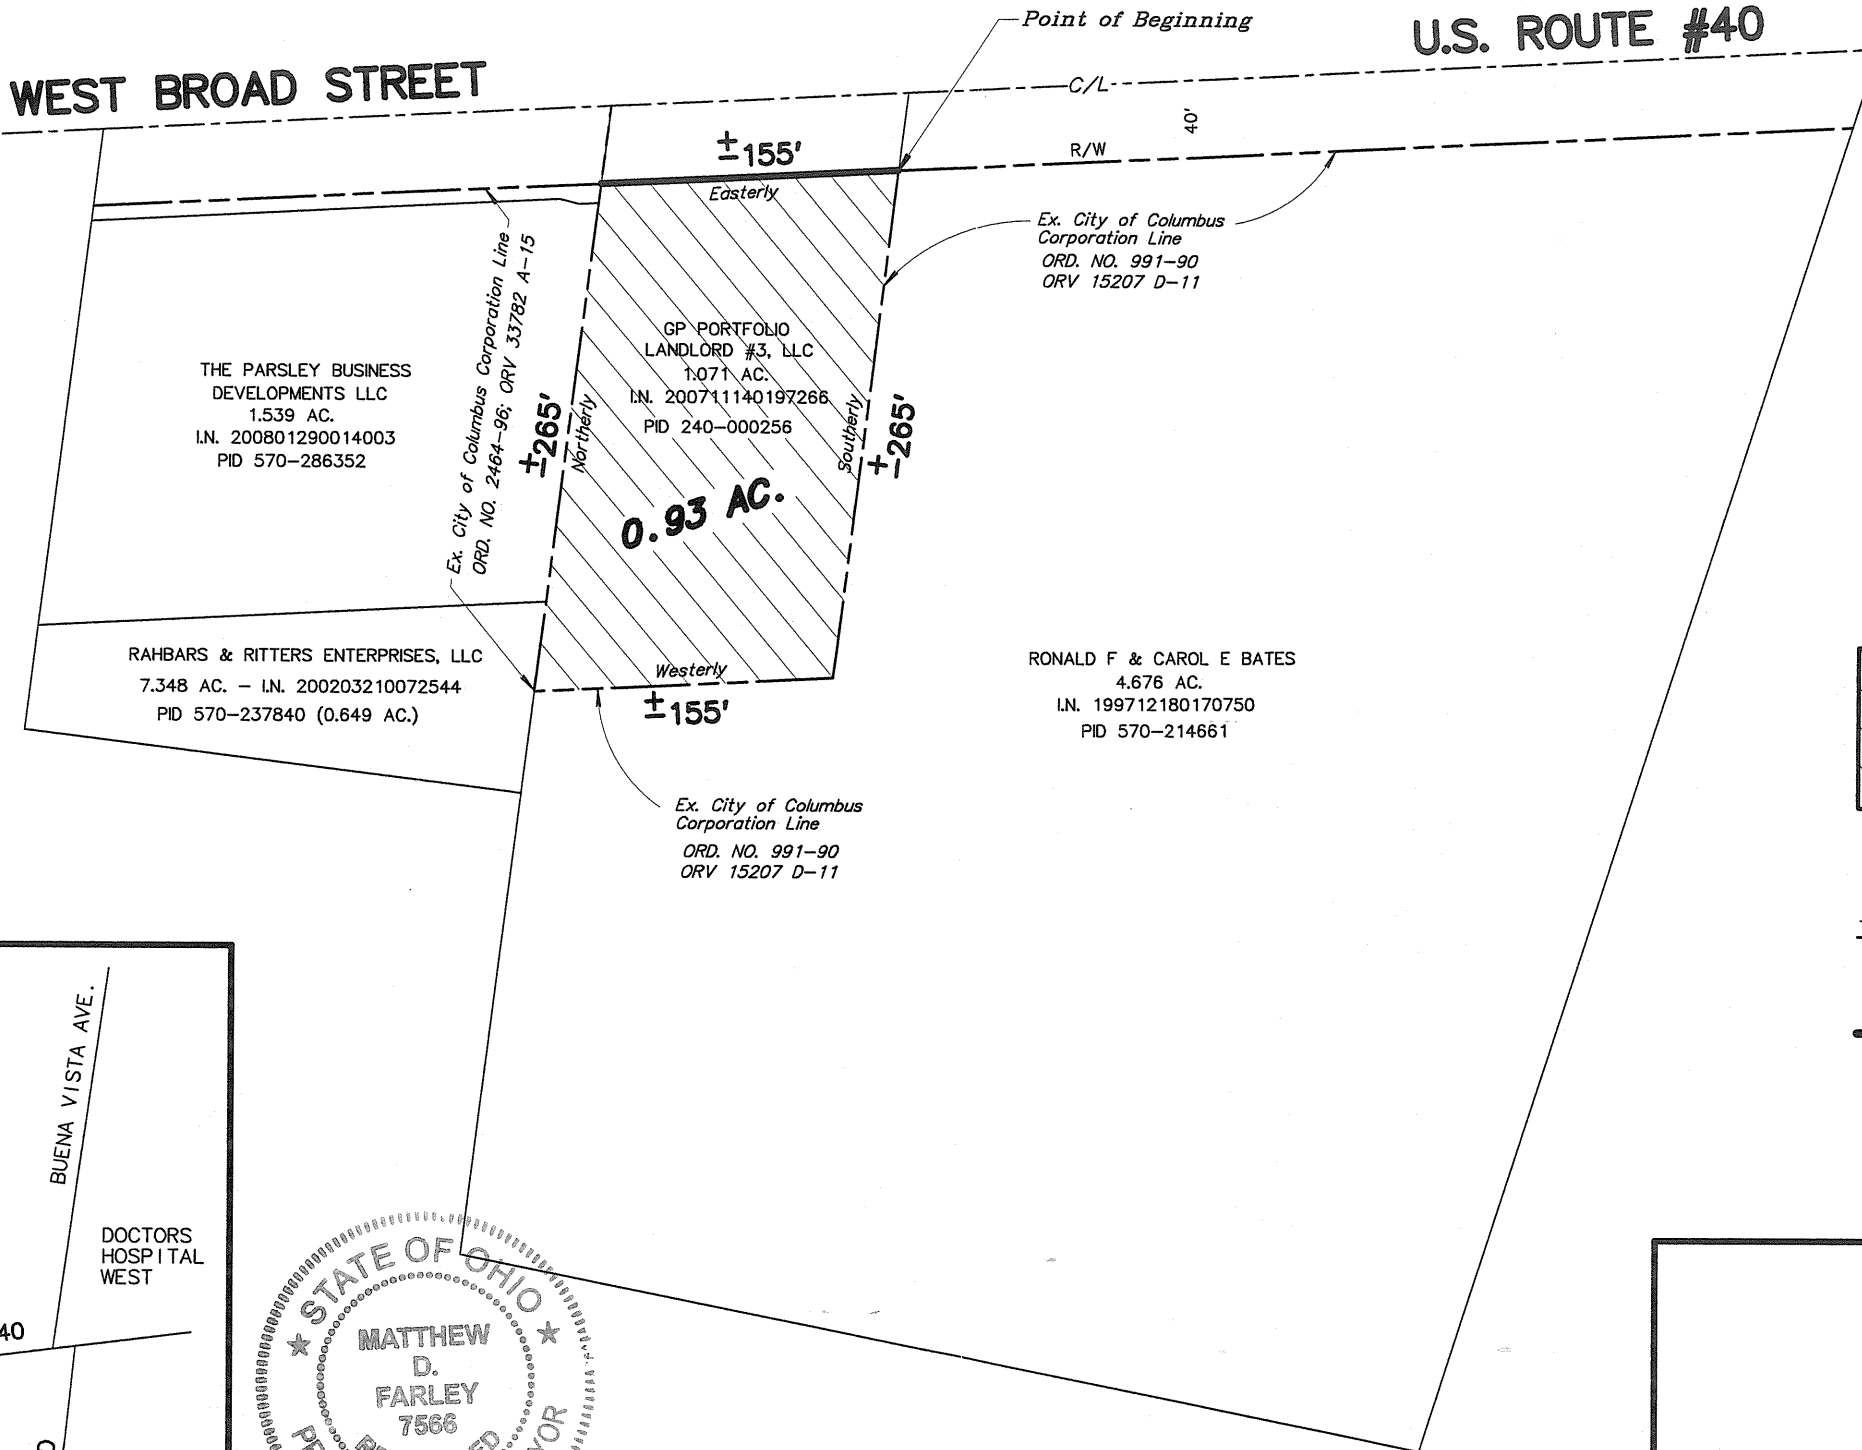 Point of Beginning
U.S. ROUTE #40
WEST BROAD STREET
C/L
40'
R/W
±155'
Easterly
Ex. City of Columbus
Corporation Line
ORD. NO. 991-90
ORV 15207 D-11
Ex. City of Columbus Corporation Line
ORD. NO. 2464-96; ORV 33782 A-15
THE PARSLEY BUSINESS
DEVELOPMENTS LLC
1.539 AC.
I.N. 200801290014003
PID 570-286352
±265'
Northerly
GP PORTFOLIO
LANDLORD #3, LLC
1.071 AC.
I.N. 200711140197266
PID 240-000256
Southerly
±265'
0.93 AC.
RAHBARS & RITTERS ENTERPRISES, LLC
7.348 AC. - I.N. 200203210072544
PID 570-237840 (0.649 AC.)
Westerly
±155'
RONALD F & CAROL E BATES
4.676 AC.
I.N. 199712180170750
PID 570-214661
Ex. City of Columbus
Corporation Line
ORD. NO. 991-90
ORV 15207 D-11
BUENA VISTA AVE.
DOCTORS
HOSPITAL
WEST
40
STATE OF OHIO
MATTHEW
D.
FARLEY
7566